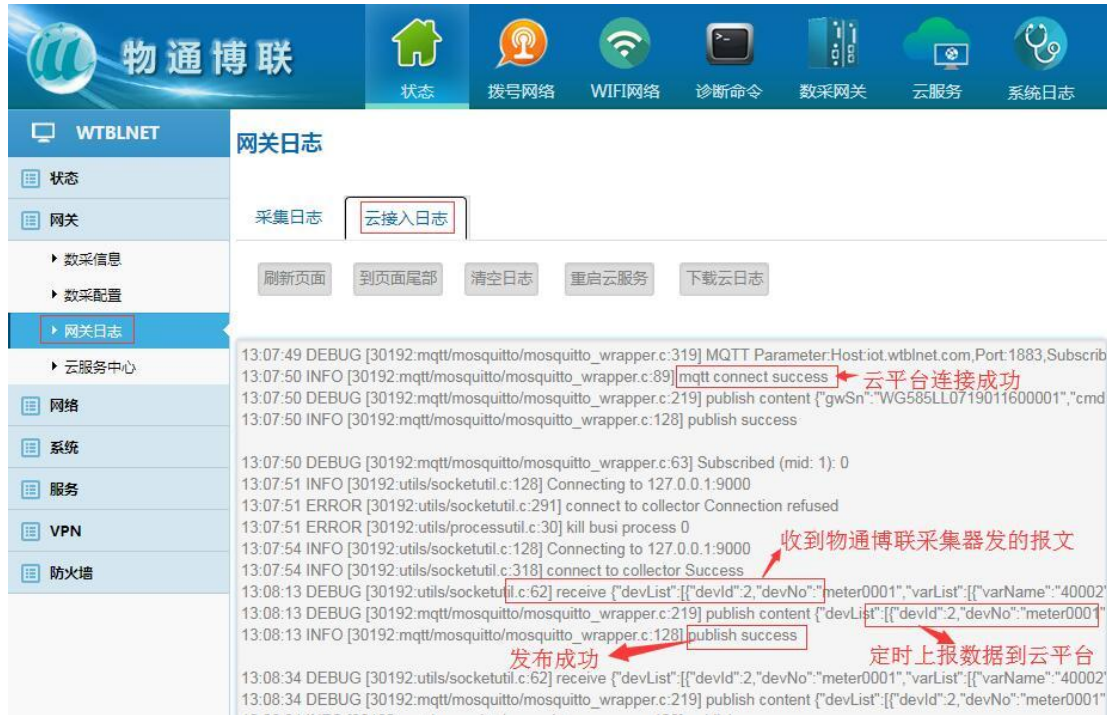 物通博联
状态
拨号网络
WIFI网络
诊断命令
数采网关
云服务
系统日志
WTBLNET
状态
网关
数采信息
数采配置
网关日志
云服务中心
网络
系统
服务
VPN
防火墙
网关日志
采集日志
云接入日志
刷新页面
到页面尾部
清空日志
重启云服务
下载云日志
13:07:49 DEBUG [30192:mqtt/mosquitto/mosquitto_wrapper.c:319] MQTT Parameter:Host:iot.wtblnet.com,Port:1883,Subscrib
13:07:50 INFO [30192:mqtt/mosquitto/mosquitto_wrapper.c:89] mqtt connect success
云平台连接成功
13:07:50 DEBUG [30192:mqtt/mosquitto/mosquitto_wrapper.c:219] publish content {"gwSn":"WG585LL0719011600001","cmd
13:07:50 INFO [30192:mqtt/mosquitto/mosquitto_wrapper.c:128] publish success
13:07:50 DEBUG [30192:mqtt/mosquitto/mosquitto_wrapper.c:63] Subscribed (mid: 1): 0
13:07:51 INFO [30192:utils/socketutil.c:128] Connecting to 127.0.0.1:9000
13:07:51 ERROR [30192:utils/socketutil.c:291] connect to collector Connection refused
13:07:51 ERROR [30192:utils/processutil.c:30] kill busi process 0
13:07:54 INFO [30192:utils/socketutil.c:128] Connecting to 127.0.0.1:9000
收到物通博联采集器发的报文
13:07:54 INFO [30192:utils/socketutil.c:318] connect to collector Success
13:08:13 DEBUG [30192:utils/socketutil.c:62] receive {"devList":[{"devId":2,"devNo":"meter0001","varList":[{"varName":"40002"
13:08:13 DEBUG [30192:mqtt/mosquitto/mosquitto_wrapper.c:219] publish content {"devList":[{"devId":2,"devNo":"meter0001"
13:08:13 INFO [30192:mqtt/mosquitto/mosquitto_wrapper.c:128] publish success
发布成功
定时上报数据到云平台
13:08:34 DEBUG [30192:utils/socketutil.c:62] receive {"devList":[{"devId":2,"devNo":"meter0001","varList":[{"varName":"40002"
13:08:34 DEBUG [30192:mqtt/mosquitto/mosquitto_wrapper.c:219] publish content {"devList":[{"devId":2,"devNo":"meter0001"